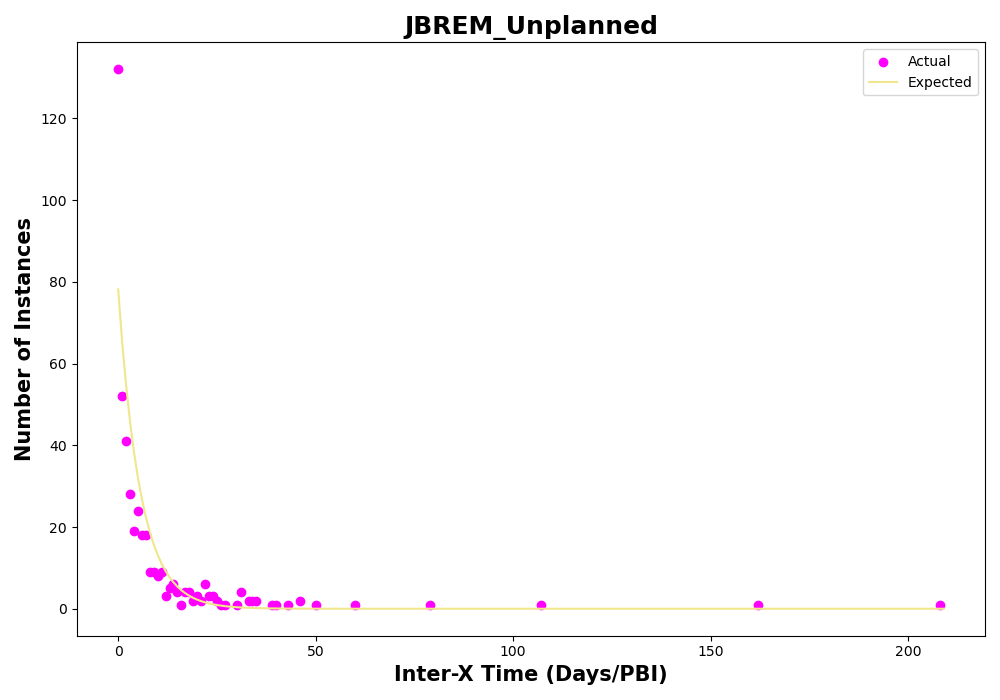 JBREM_Unplanned
Actual
Expected
Number of Instances
120
100
80
60
40
20
0
0 50 100 150 200
Inter-X Time (Days/PBI)